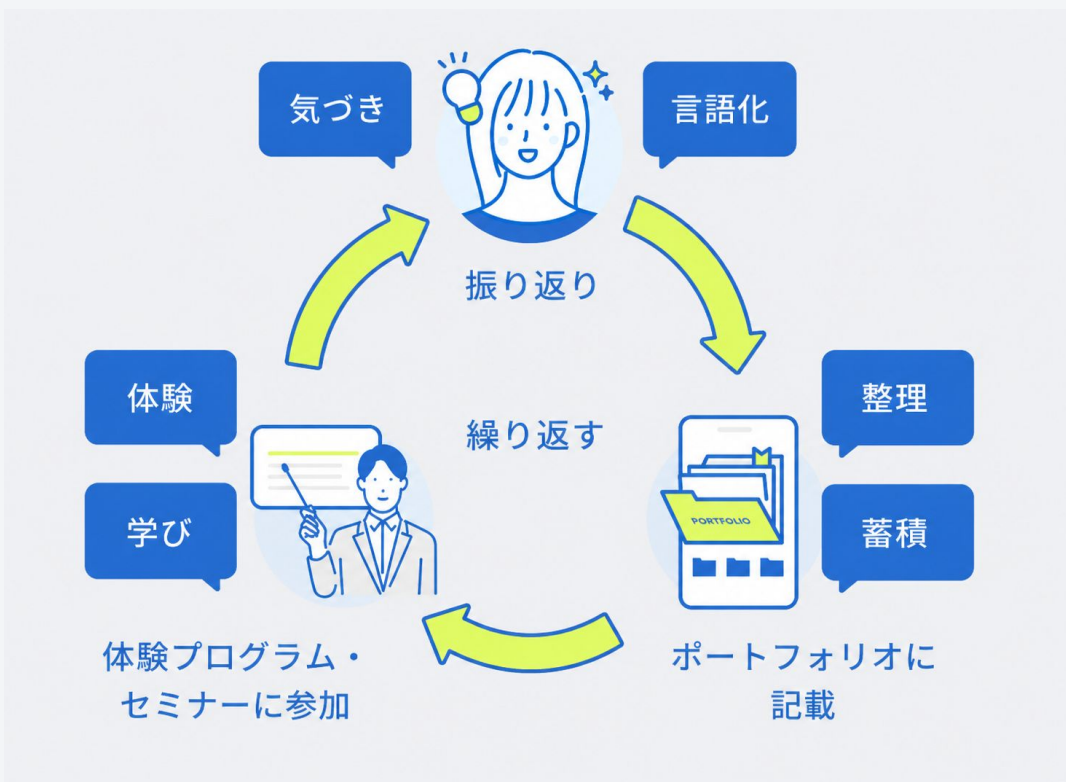 気づき
言語化
振り返り
体験
学び
繰り返す
整理
蓄積
PORTFOLIO
体験プログラム・
セミナーに参加
ポートフォリオに
記載